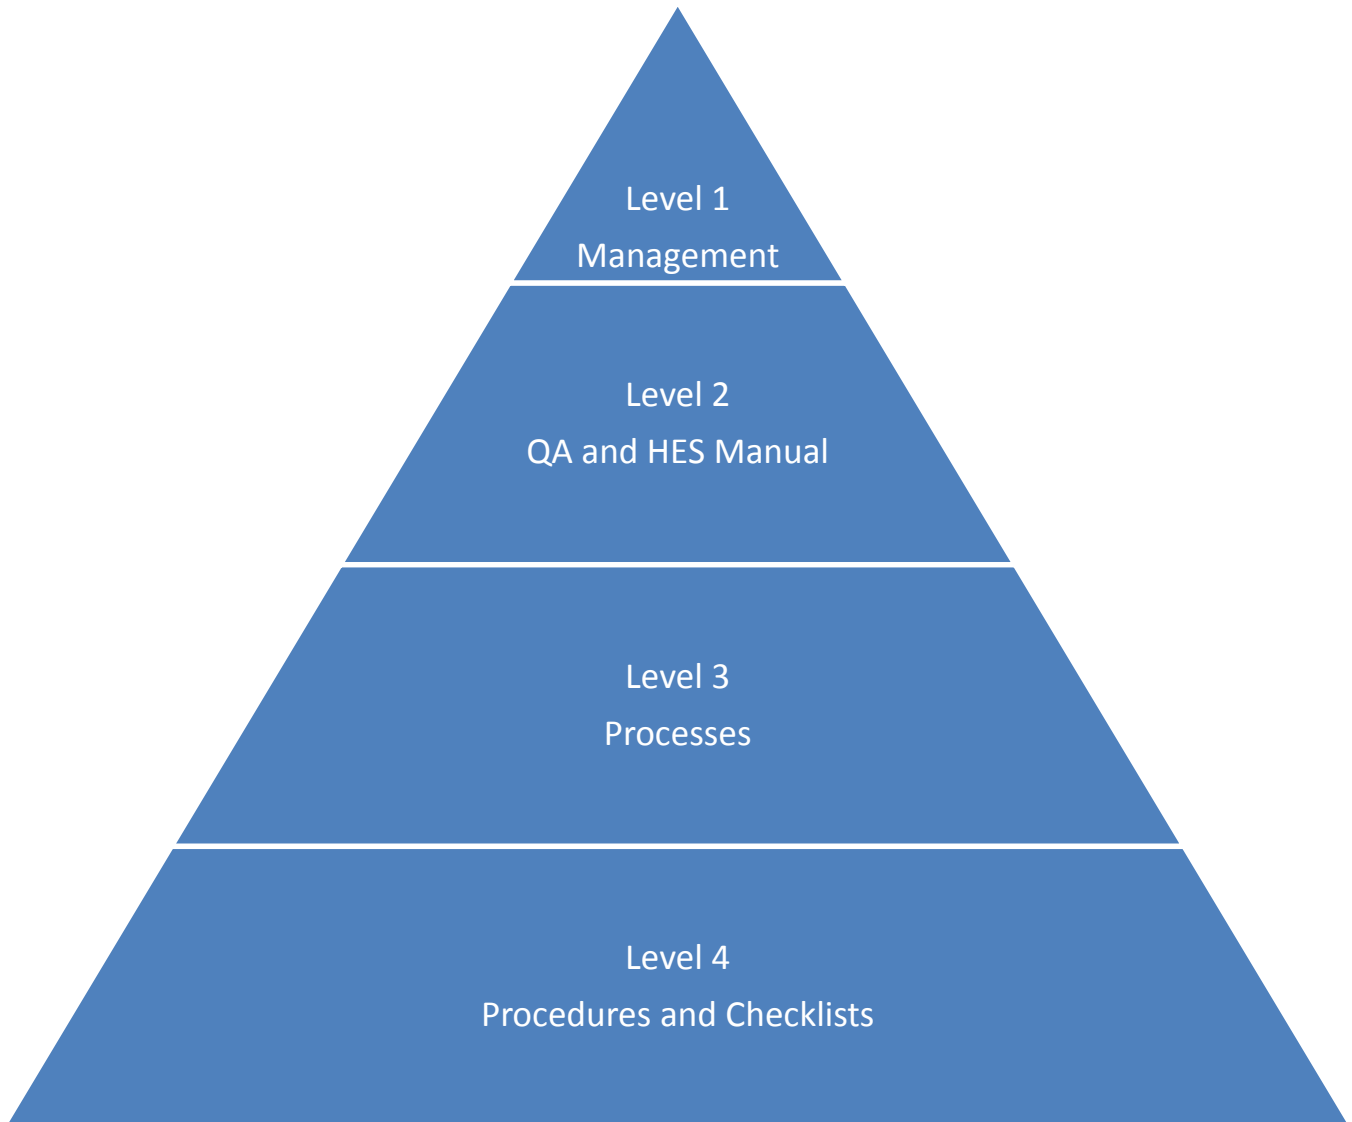 Level 1
Management
Level 2
QA and HES Manual
Level 3
Processes
Level 4
Procedures and Checklists